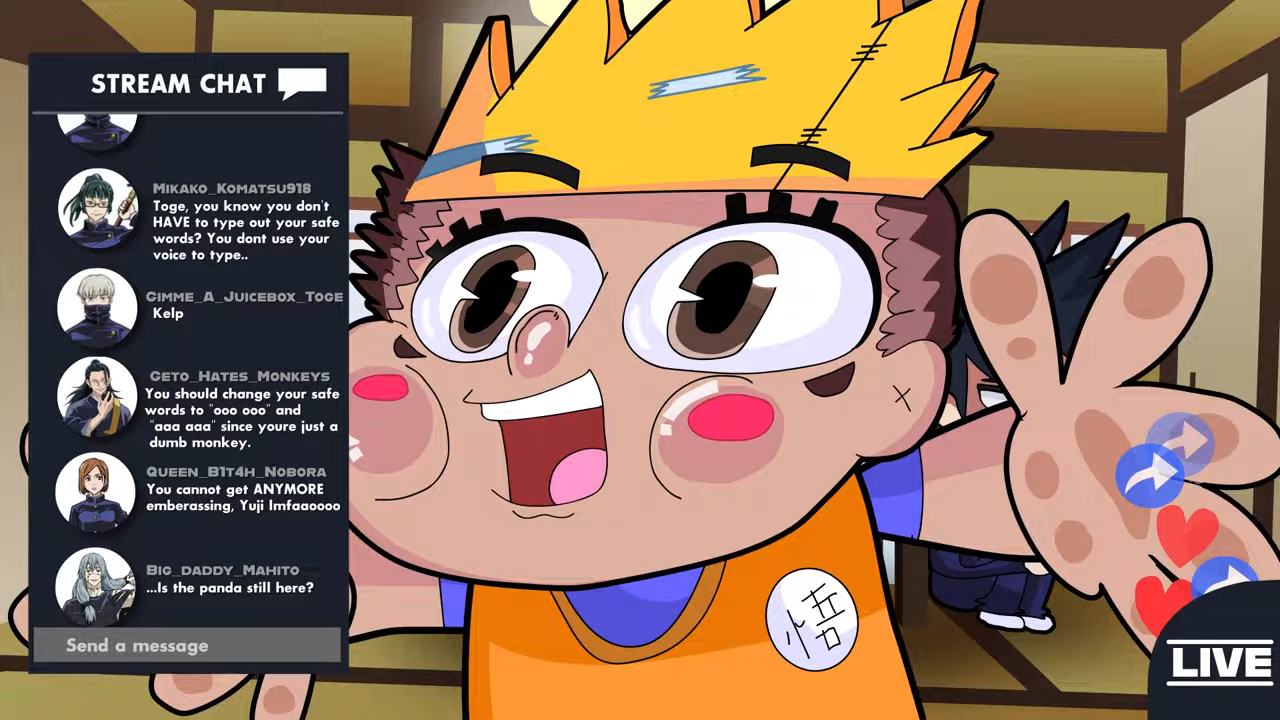 STREAM CHAT
MIKAKO_KOMATSU918
Toge, you know you don't
HAVE to type out your safe
words? You dont use your
voice to type..
GIMME_A_JUICEBOX_TOGE
Kelp
GETO_HATES_MONKEYS
You should change your safe
words to "ooo ooo" and
"aaa aaa" since youre just a
dumb monkey.
QUEEN_B1T4H_NOBORA
You cannot get ANYMORE
emberassing, Yuji lmfaaoooo
BIG_DADDY_MAHITO
...Is the panda still here?
Send a message
悟
LIVE